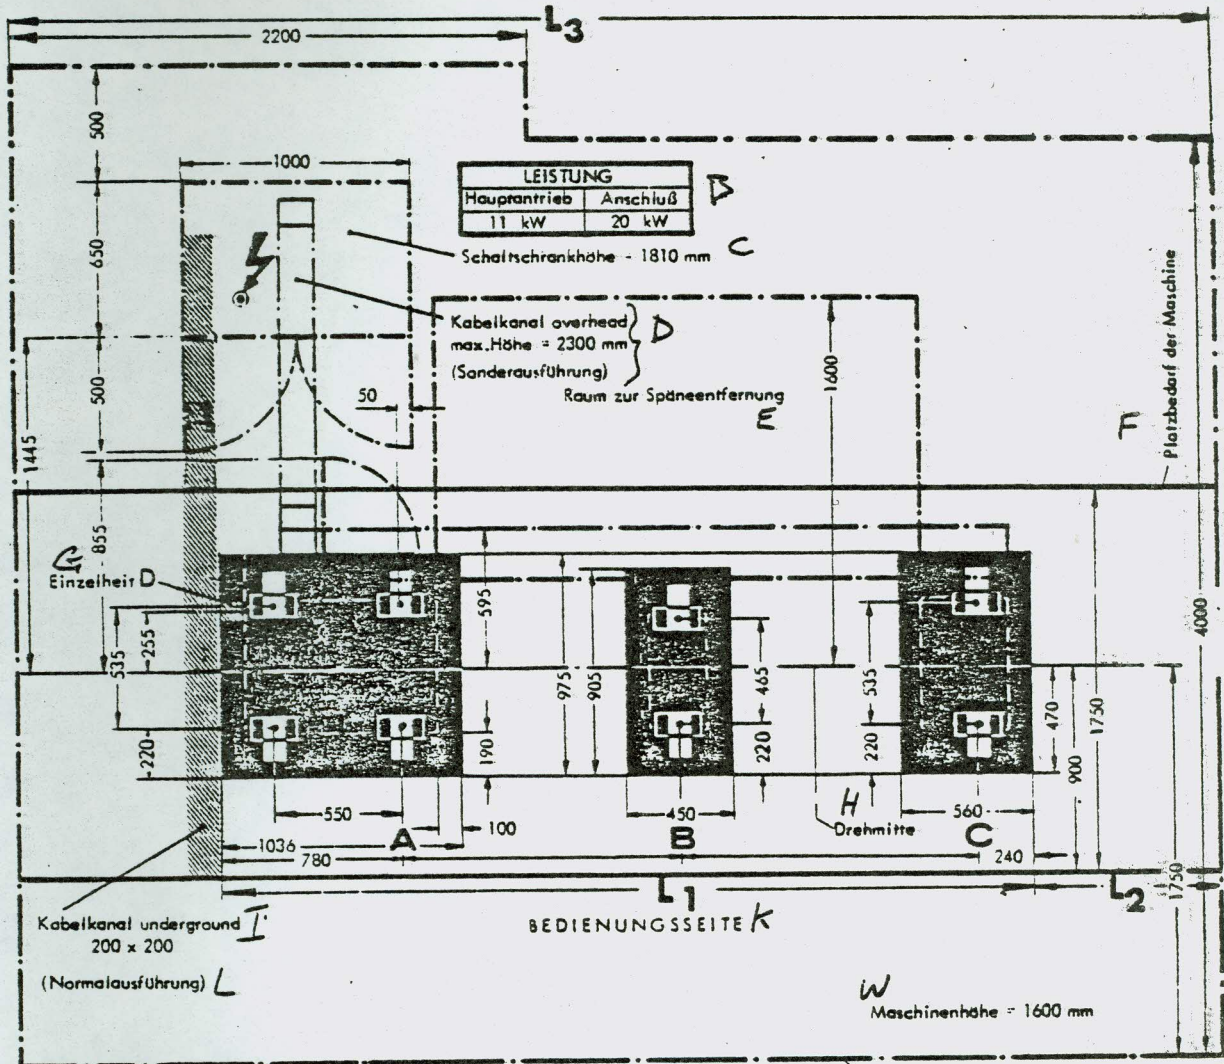 L3
2200
500
1000
LEISTUNG
Hauptantrieb Anschluß B
11 kW 20 kW
650
Schaltschrankhöhe - 1810 mm C
Kabelkanal overhead
max.Höhe = 2300 mm D
(Sonderausführung)
Raum zur Späneentfernung
E
50
500
1445
1600
F
Platzbedarf der Maschine
855
G
Einzelheit D
535
255
220
595
190
975
905
465
220
535
220
470
900
1750
4000
1750
550
A
100
450
B
H
Drehmitte
560
C
1036
780
240
L1
L2
Kabelkanal underground I
200 x 200
(Normalausführung) L
BEDIENUNGSSEITE K
W
Maschinenhöhe = 1600 mm